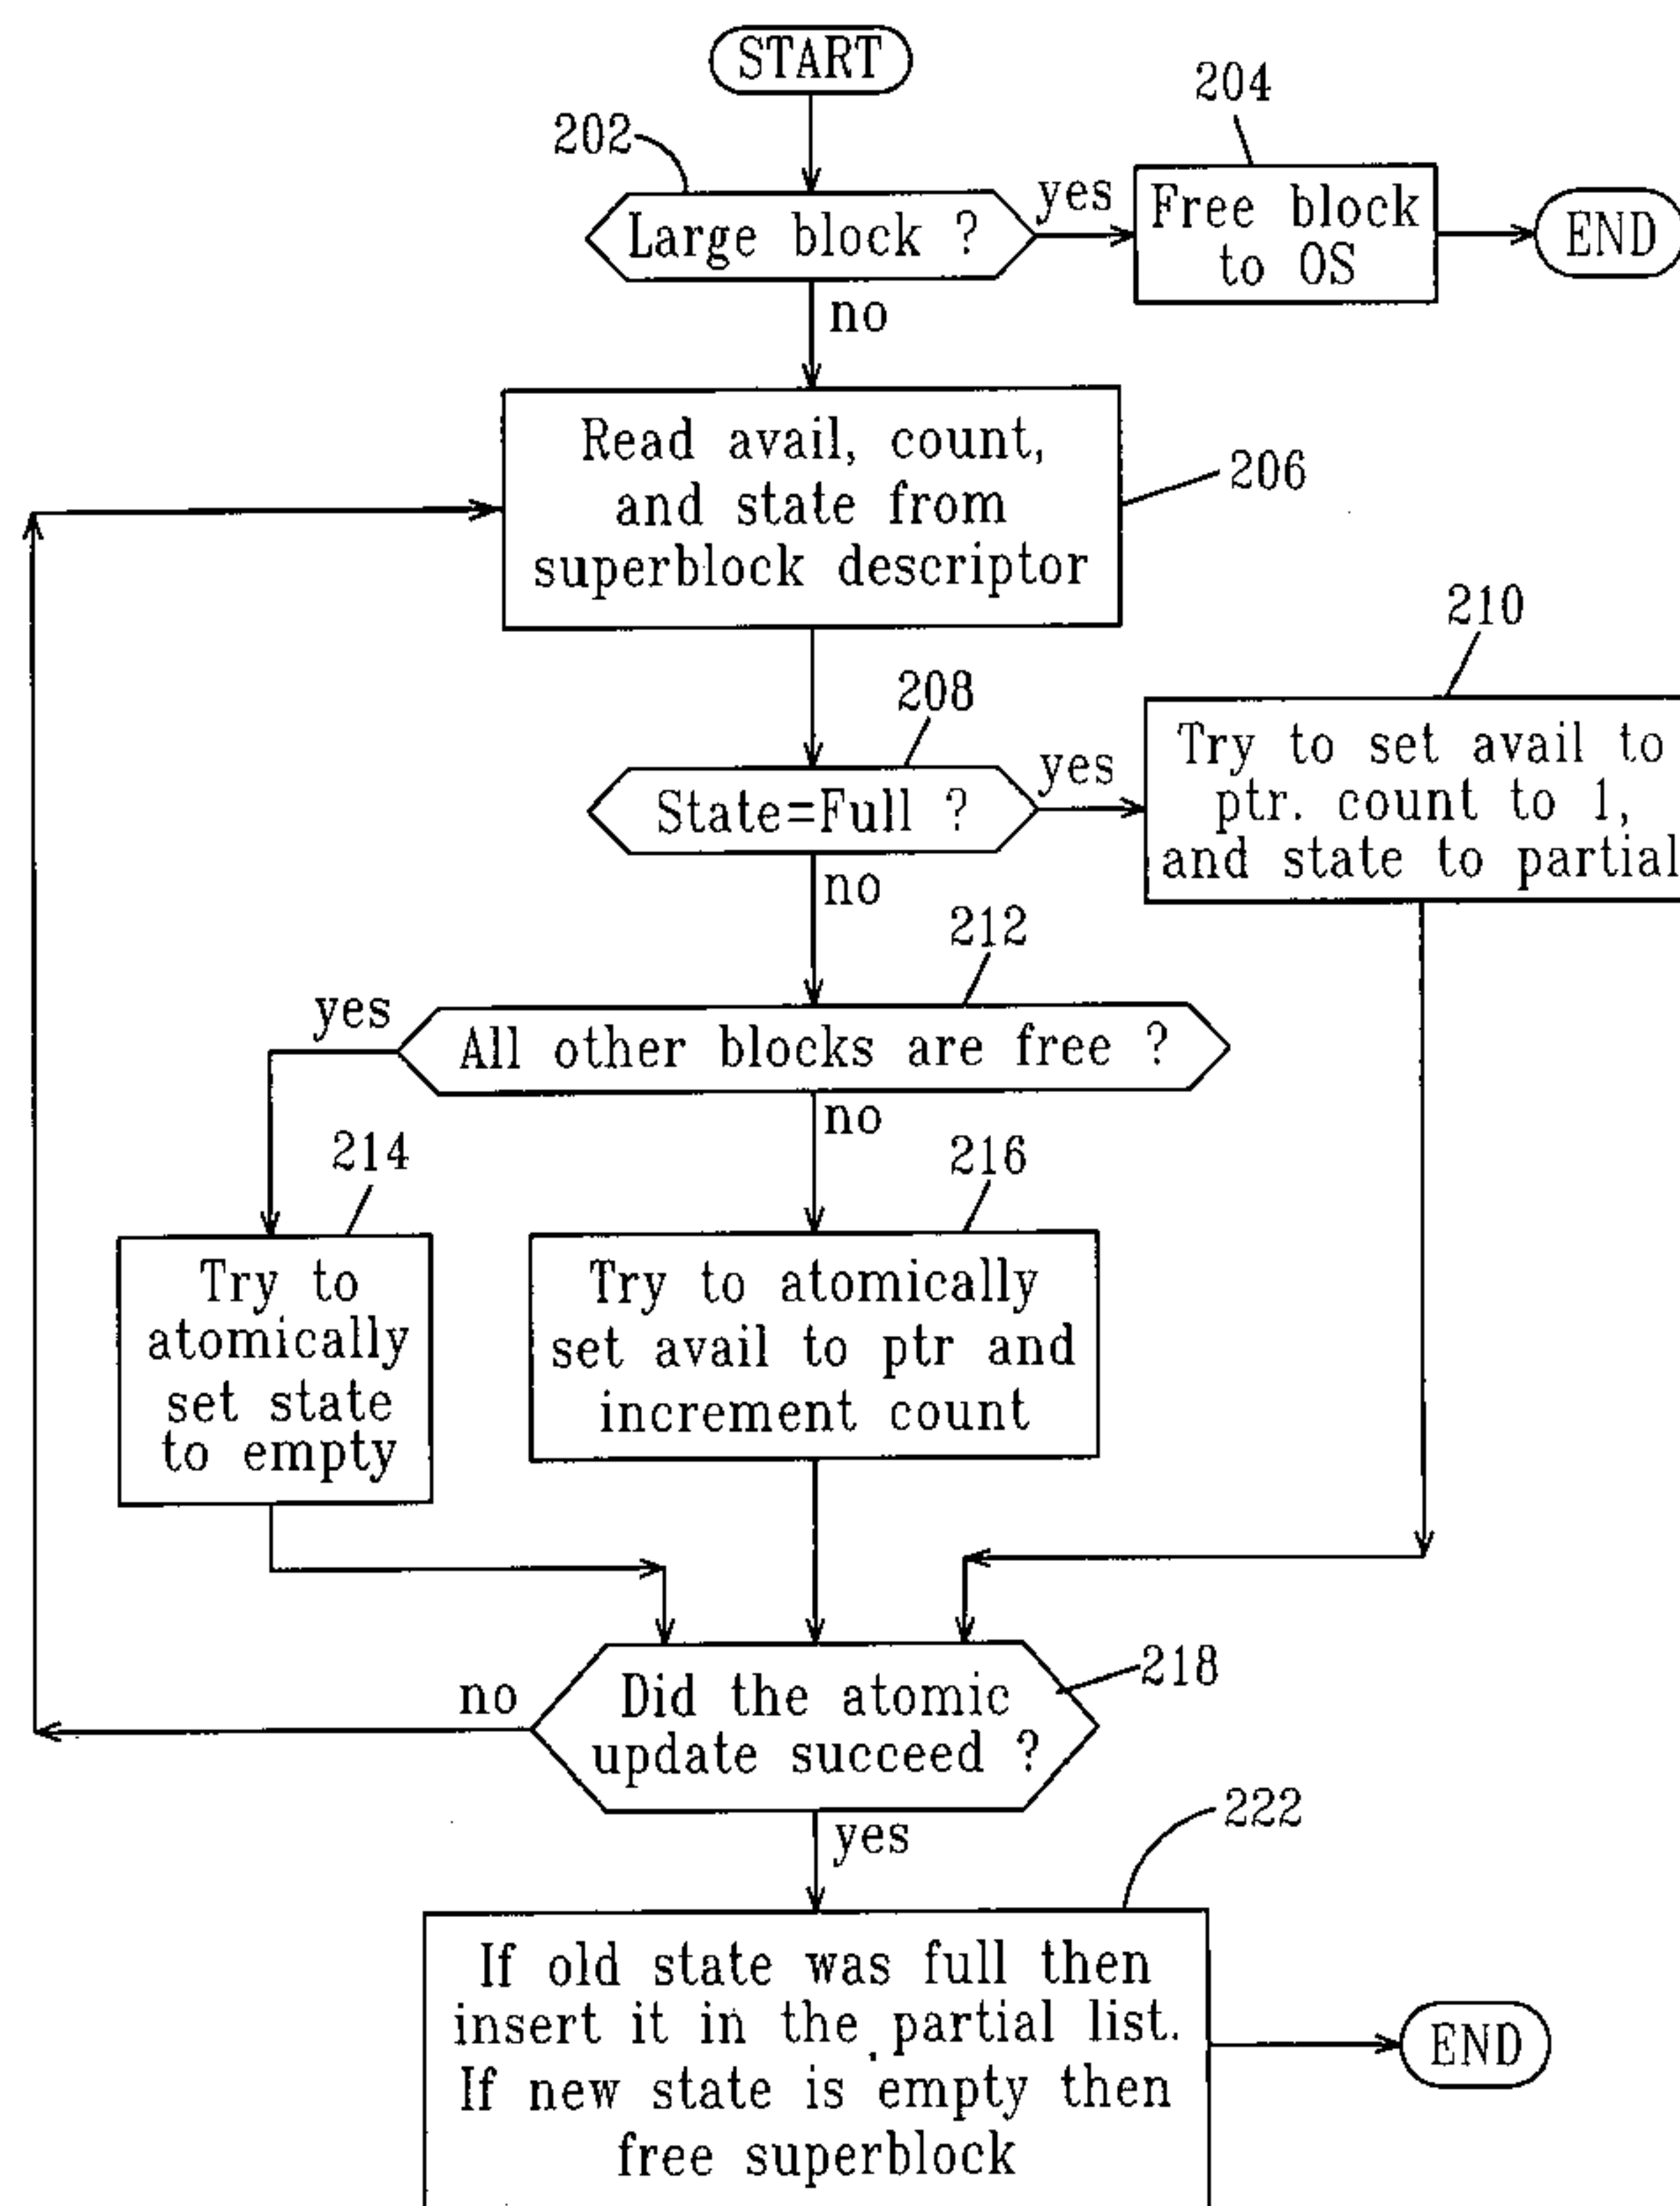 START
202
204
Large block ?
yes
Free block
to OS
END
no
Read avail, count,
and state from
superblock descriptor
206
208
210
State=Full ?
yes
Try to set avail to
ptr. count to 1,
and state to partial
no
212
yes
All other blocks are free ?
no
214
216
Try to
atomically
set state
to empty
Try to atomically
set avail to ptr and
increment count
218
no
Did the atomic
update succeed ?
yes
222
If old state was full then
insert it in the partial list.
If new state is empty then
free superblock
END